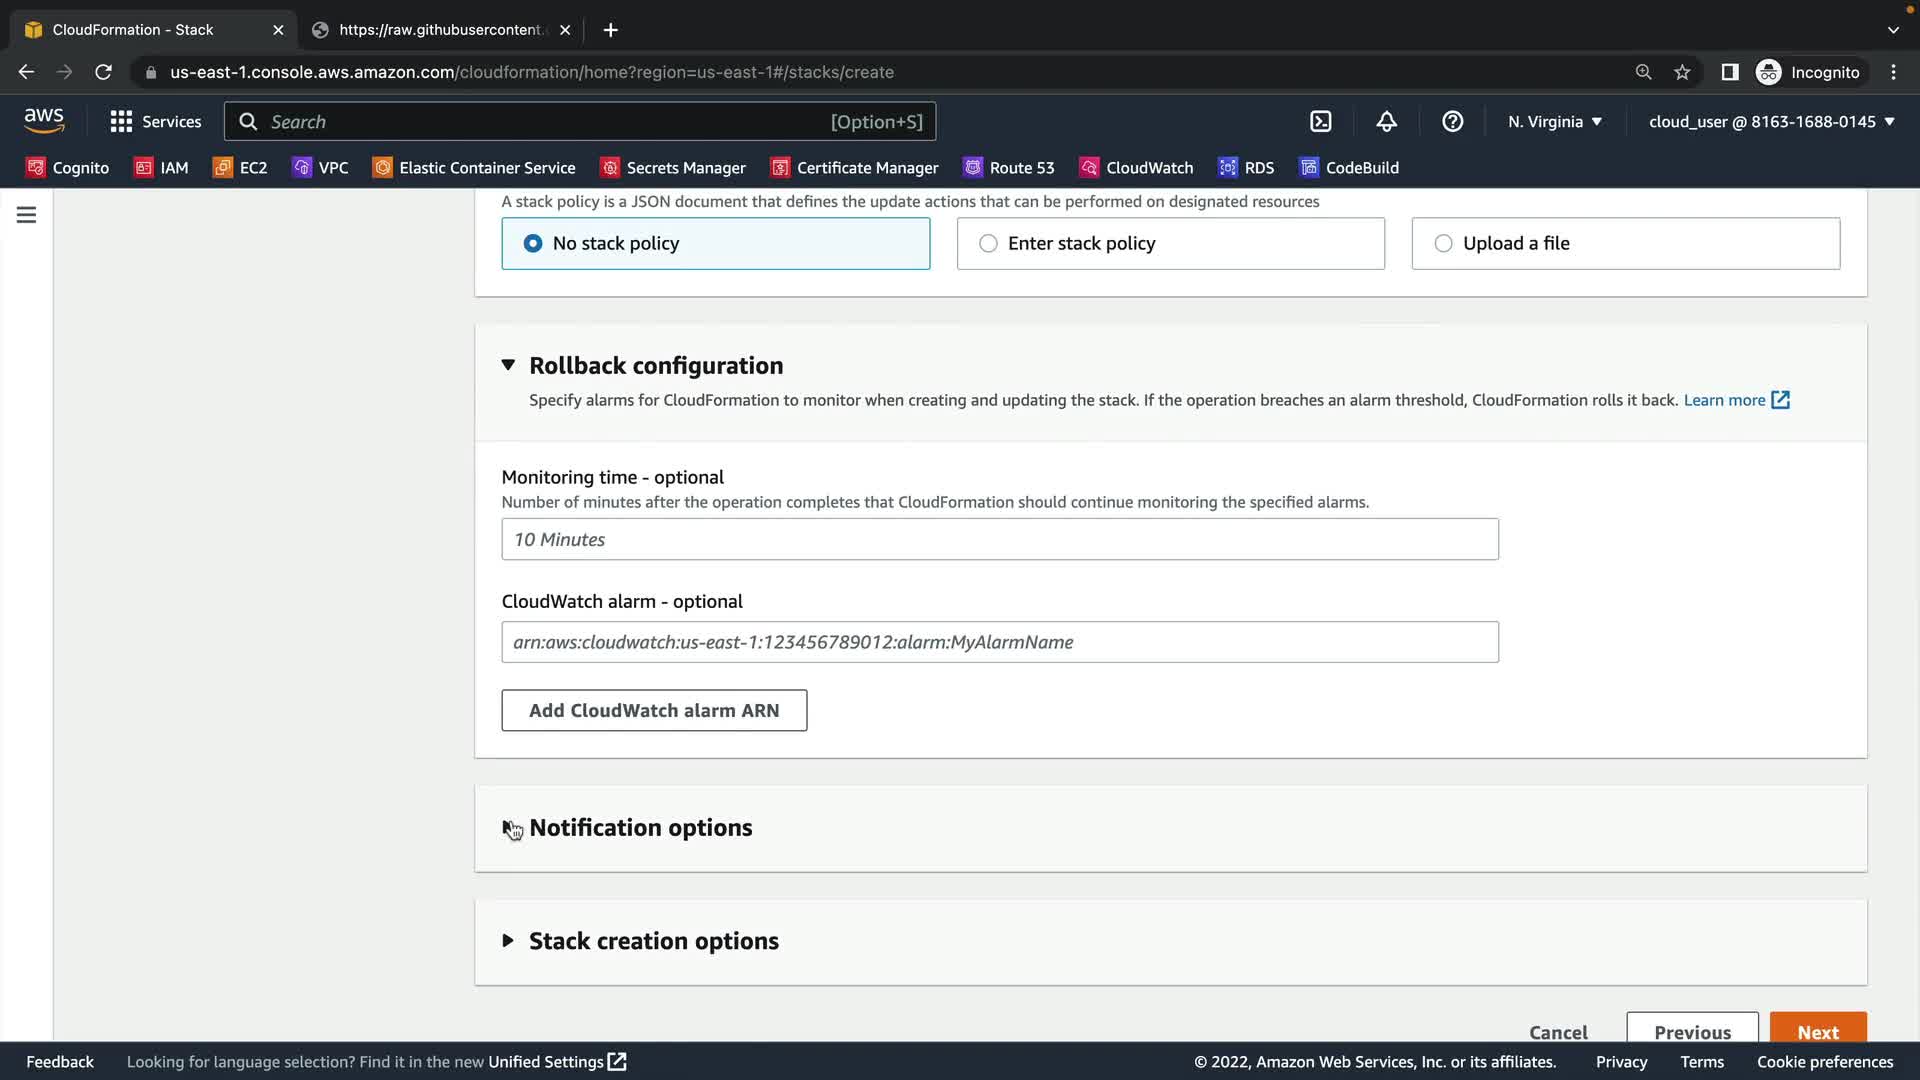 CloudFormation - Stack
https://raw.githubusercontent.
us-east-1.console.aws.amazon.com/cloudformation/home?region=us-east-1#/stacks/create
Incognito
aws
Services
Search
[Option+S]
N. Virginia
cloud_user @ 8163-1688-0145
Cognito
IAM
EC2
VPC
Elastic Container Service
Secrets Manager
Certificate Manager
Route 53
CloudWatch
RDS
CodeBuild
A stack policy is a JSON document that defines the update actions that can be performed on designated resources
No stack policy
Enter stack policy
Upload a file
Rollback configuration
Specify alarms for CloudFormation to monitor when creating and updating the stack. If the operation breaches an alarm threshold, CloudFormation rolls it back. Learn more
Monitoring time - optional
Number of minutes after the operation completes that CloudFormation should continue monitoring the specified alarms.
10 Minutes
CloudWatch alarm - optional
arn:aws:cloudwatch:us-east-1:123456789012:alarm:MyAlarmName
Add CloudWatch alarm ARN
Notification options
Stack creation options
Cancel
Previous
Next
Feedback
Looking for language selection? Find it in the new Unified Settings
© 2022, Amazon Web Services, Inc. or its affiliates.
Privacy
Terms
Cookie preferences